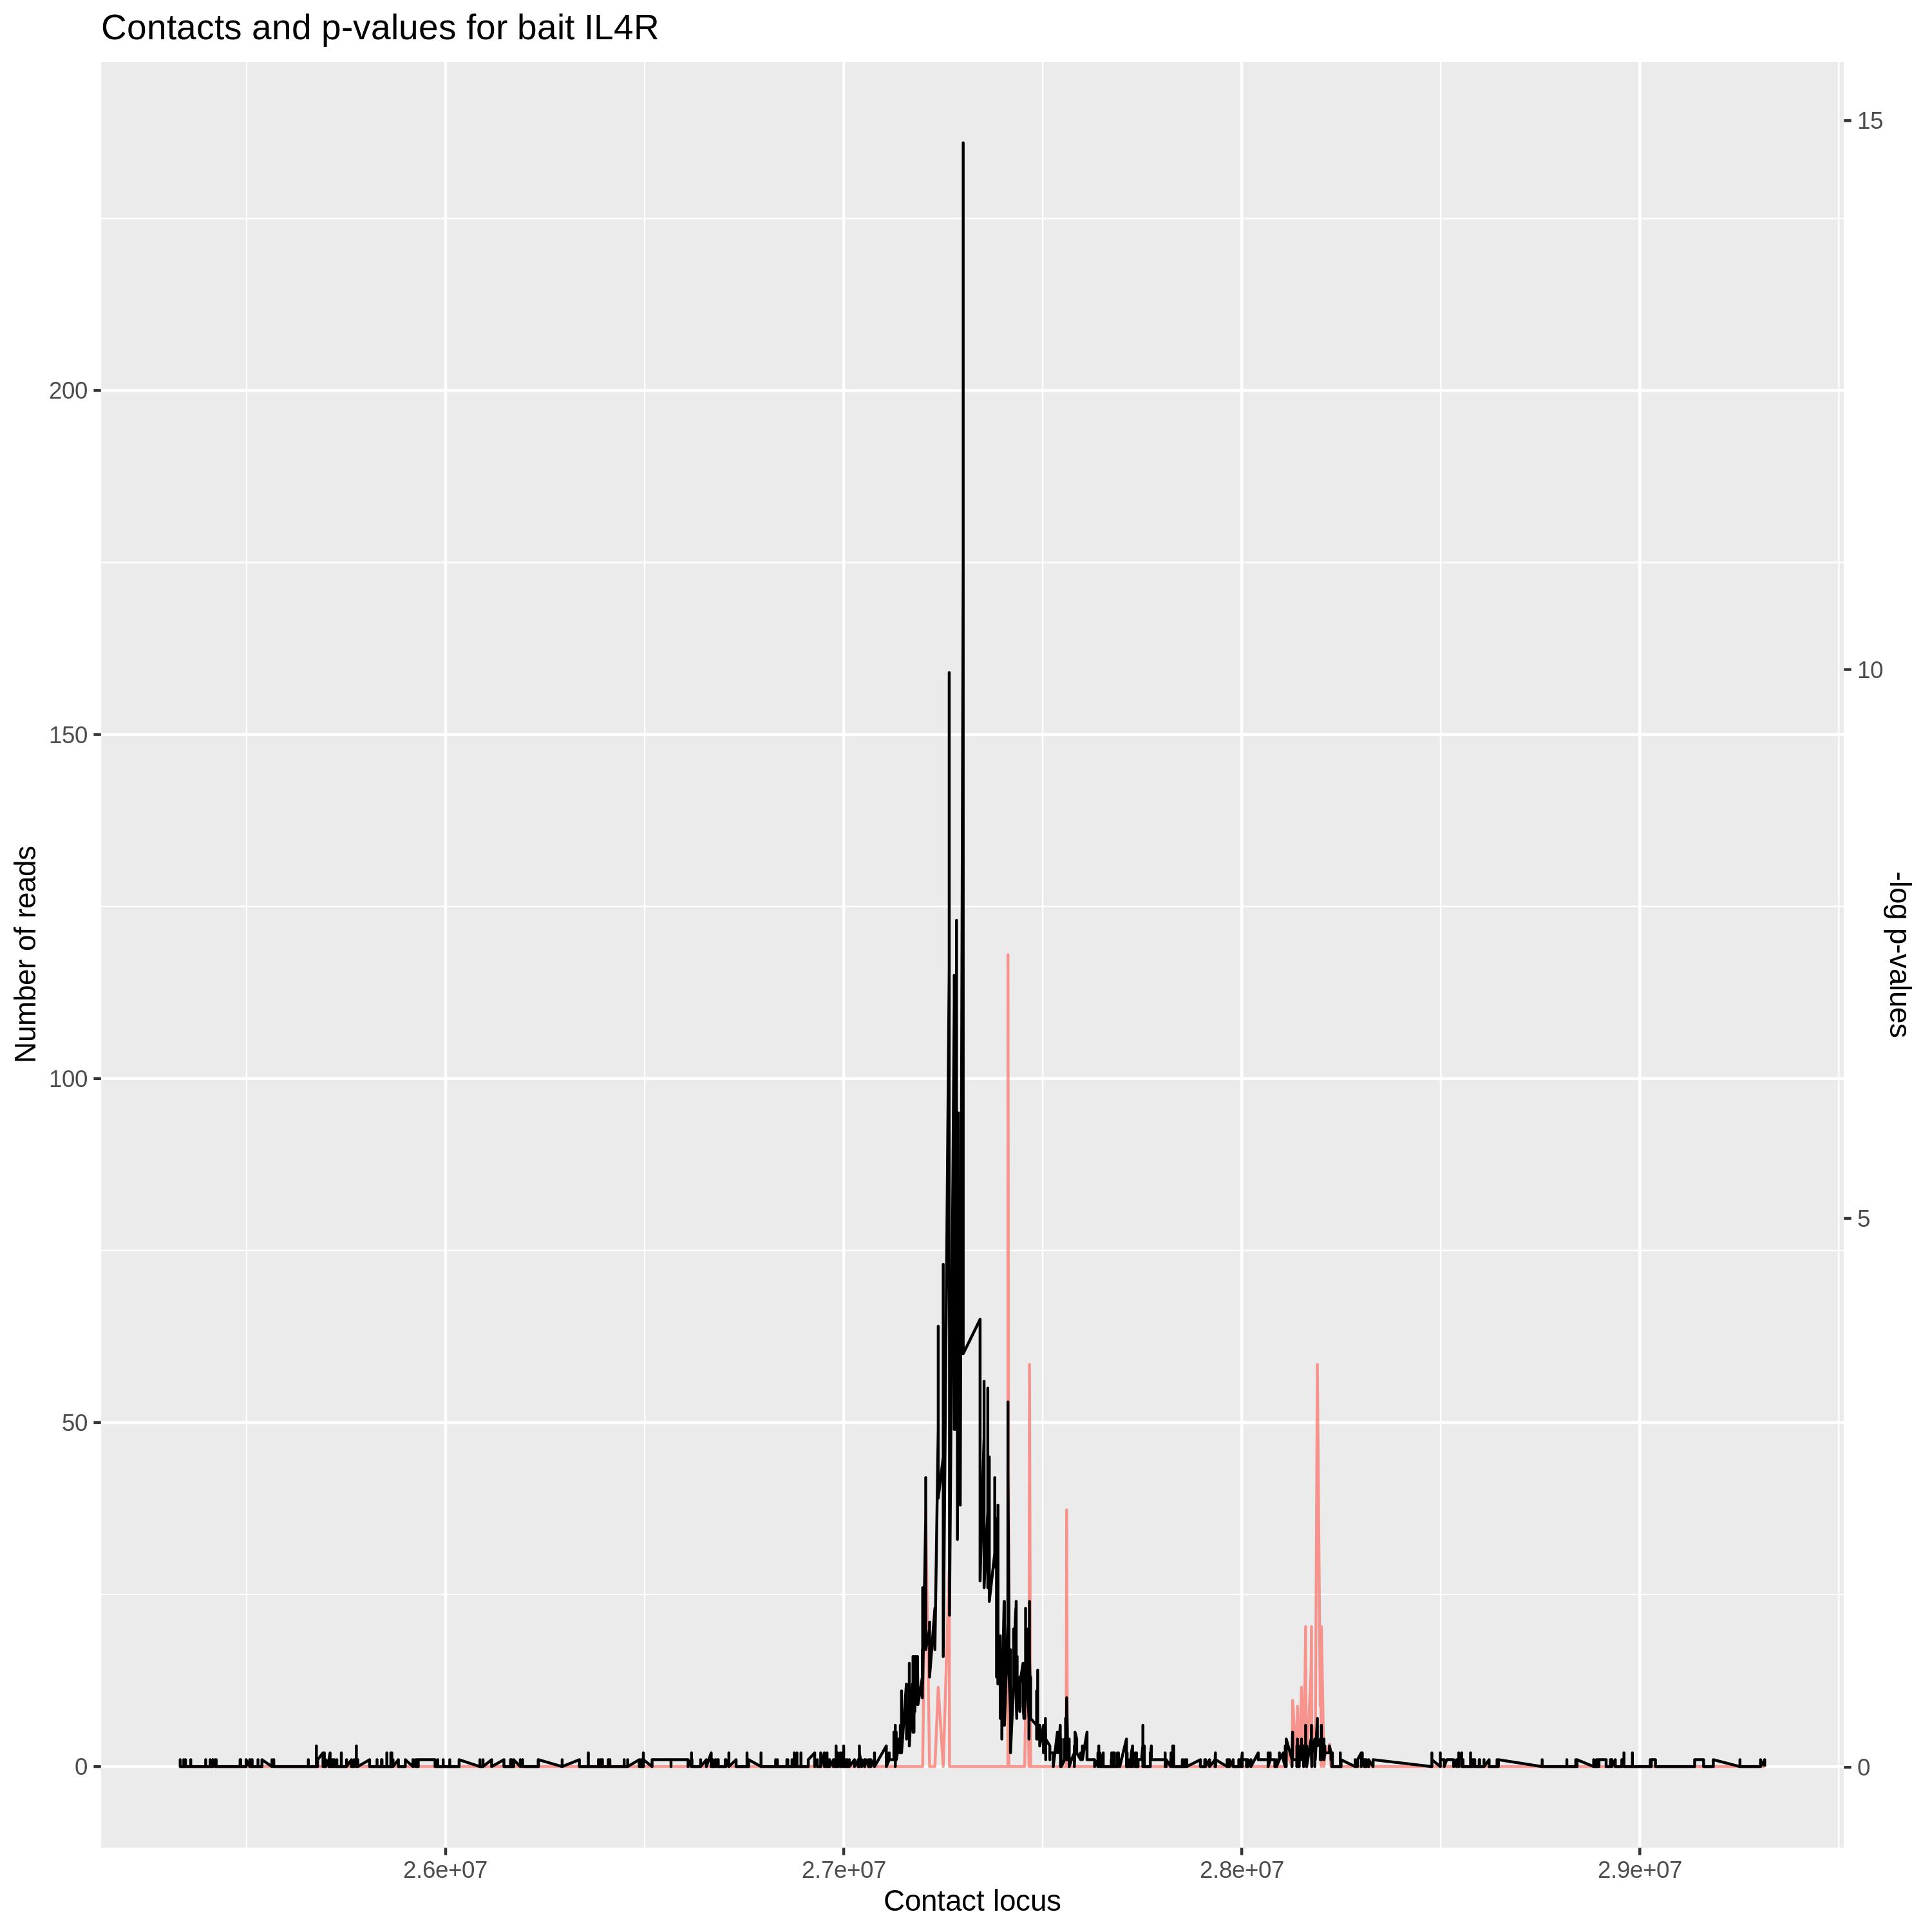 Contacts and p-values for bait IL4R
15
200
10
150
Number of reads
-log p-values
100
5
50
0
0
2.6e+07
2.7e+07
2.8e+07
2.9e+07
Contact locus